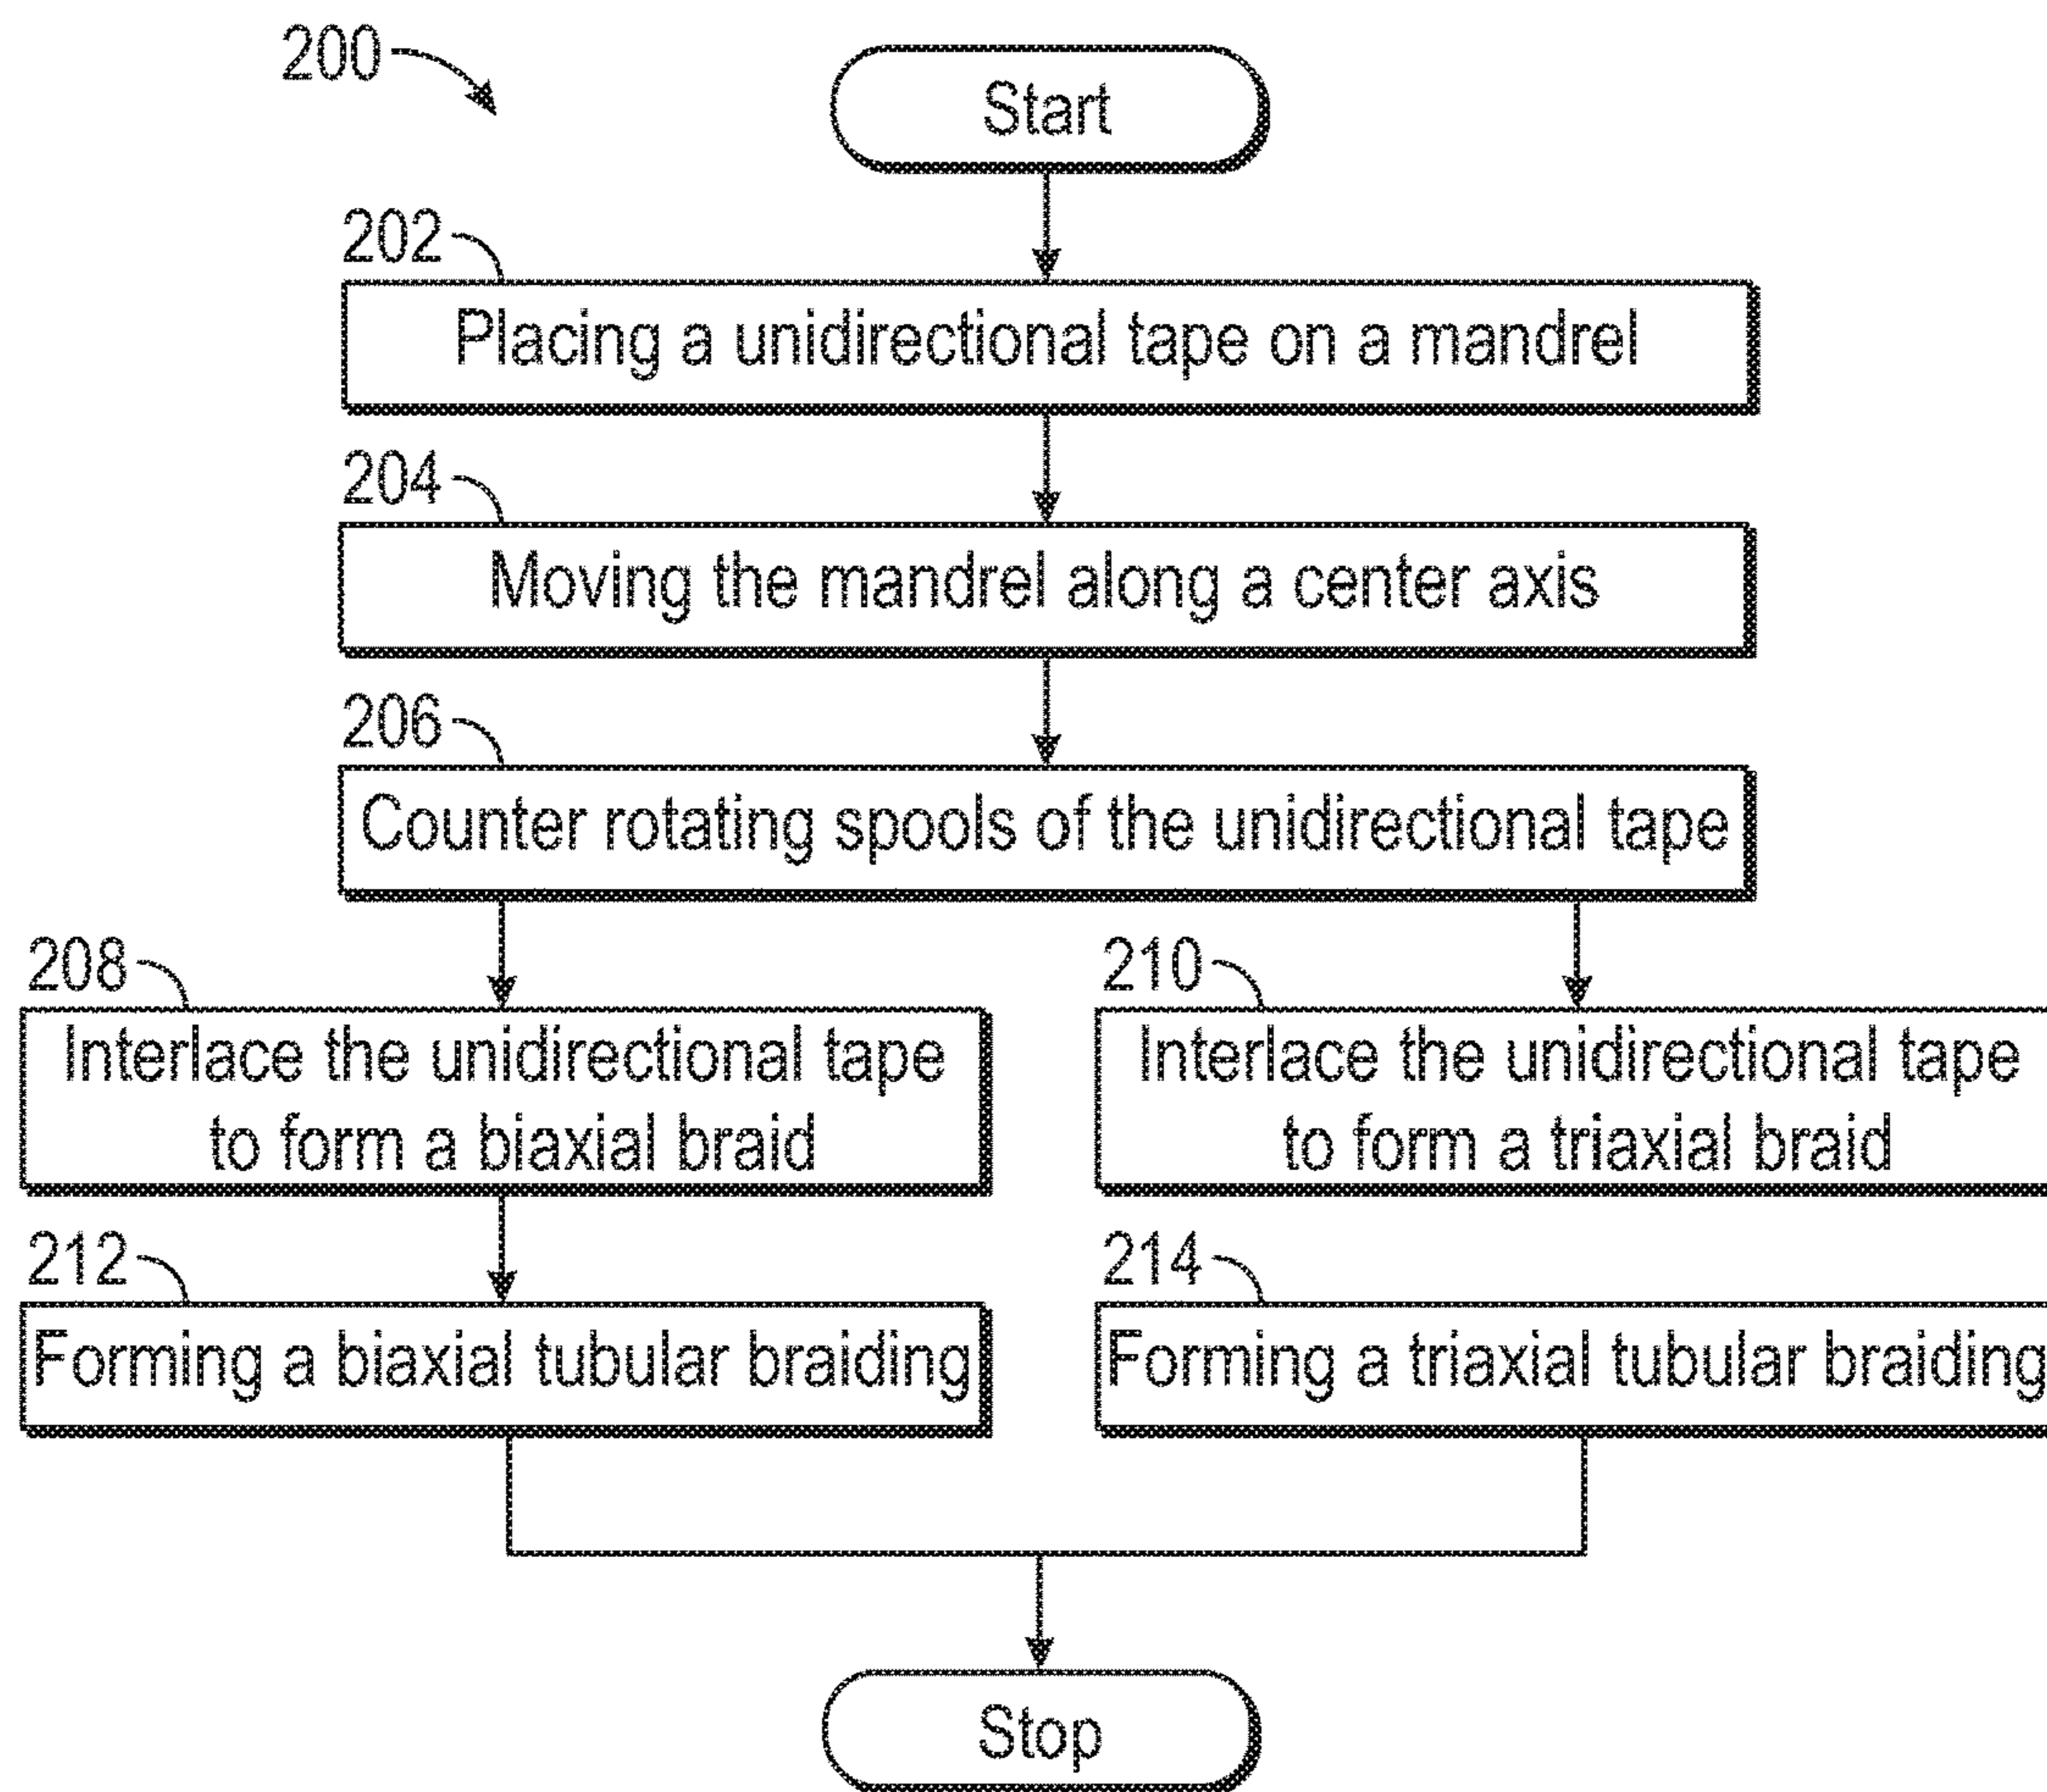 200
Start
202
Placing a unidirectional tape on a mandrel
204
Moving the mandrel along a center axis
206
Counter rotating spools of the unidirectional tape
208
Interlace the unidirectional tape
to form a biaxial braid
210
Interlace the unidirectional tape
to form a triaxial braid
212
Forming a biaxial tubular braiding
214
Forming a triaxial tubular braiding
Stop